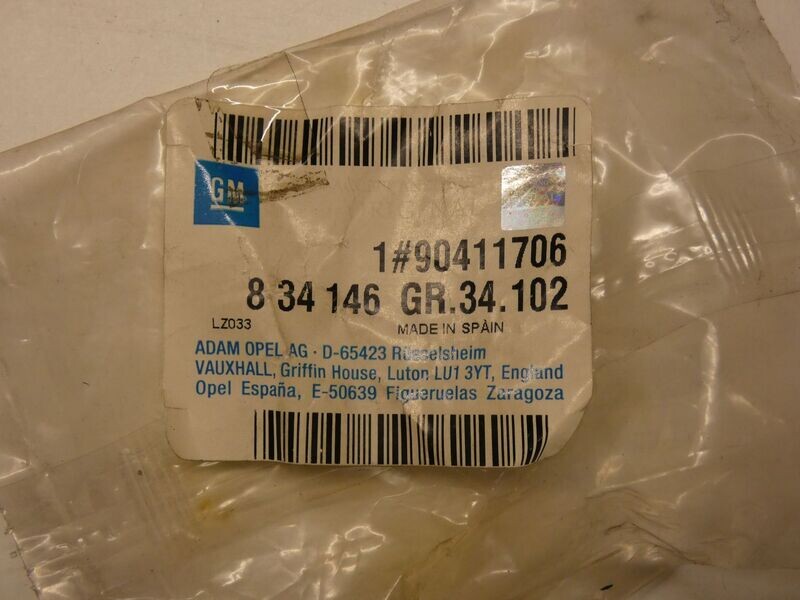 GM
1#90411706
8 34 146 GR.34.102
LZ033
MADE IN SPAIN
ADAM OPEL AG · D-65423 Rüsselsheim
VAUXHALL, Griffin House, Luton LU1 3YT, England
Opel España, E-50639 Figueruelas Zaragoza